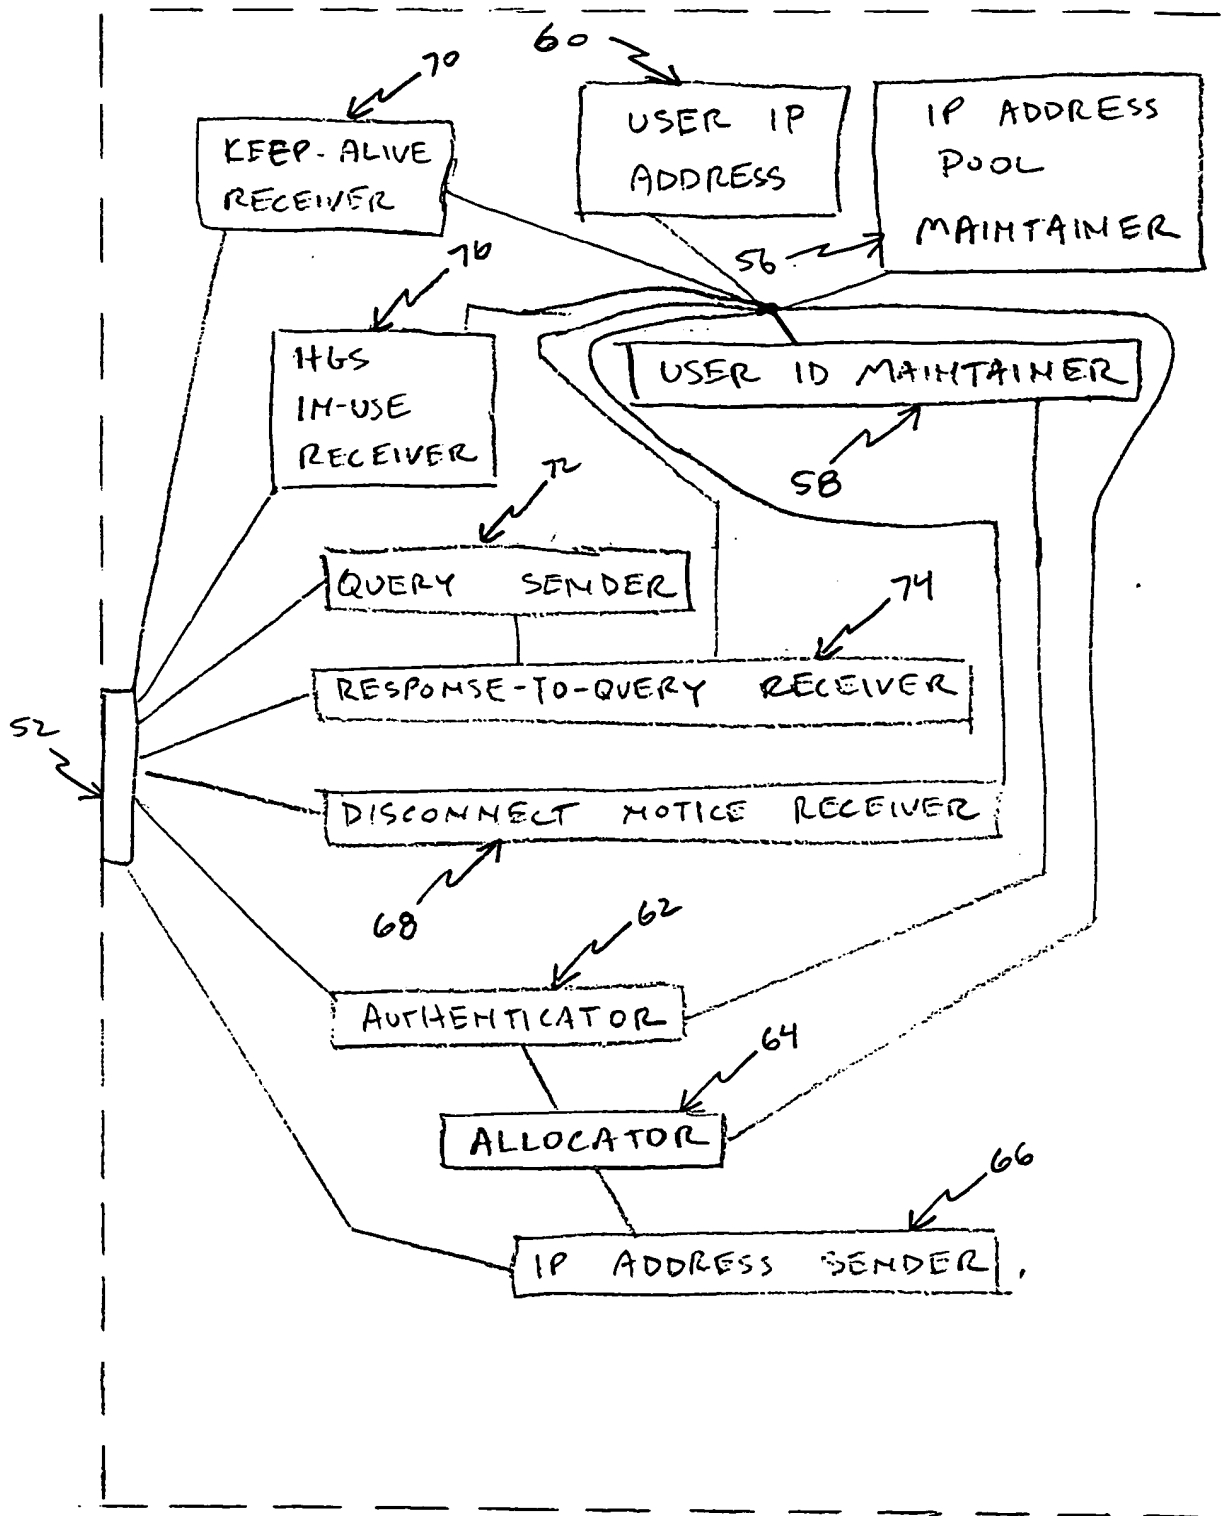 60
70
USER IP
ADDRESS
IP ADDRESS
POOL
MAINTAINER
KEEP-ALIVE
RECEIVER
56
76
HGS
IN-USE
RECEIVER
USER ID MAINTAINER
58
72
QUERY SENDER
74
RESPONSE-TO-QUERY RECEIVER
52
DISCONNECT NOTICE RECEIVER
68
62
AUTHENTICATOR
64
ALLOCATOR
66
IP ADDRESS SENDER